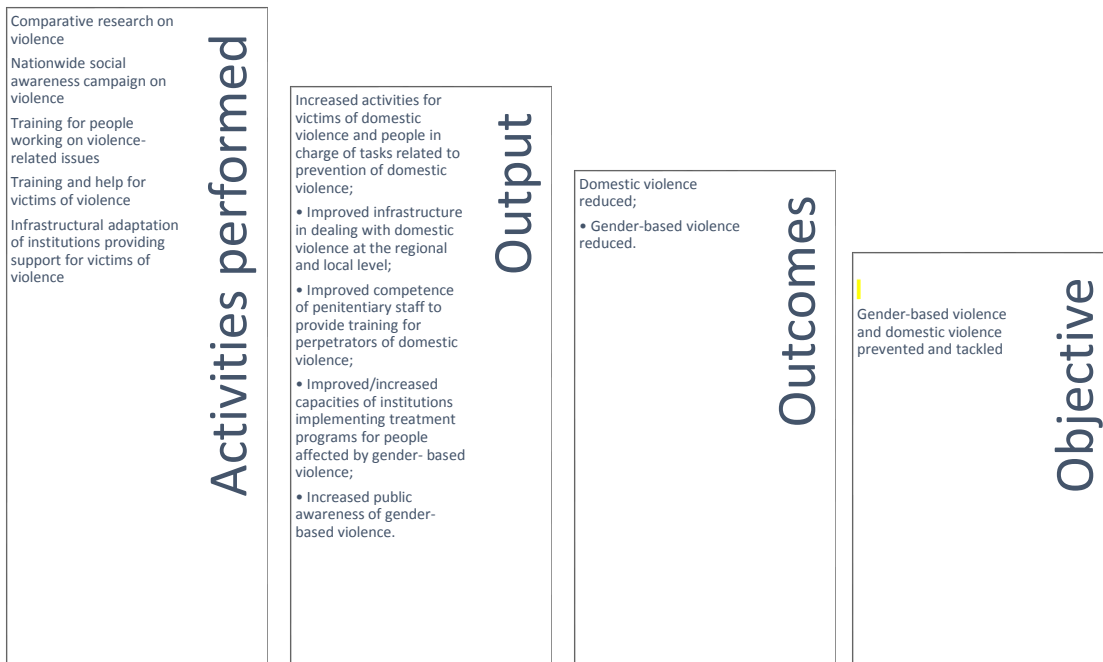 Comparative research on
violence
Nationwide social
awareness campaign on
violence
Training for people
working on violence-
related issues
Training and help for
victims of violence
Infrastructural adaptation
of institutions providing
support for victims of
violence
Activities performed
Increased activities for
victims of domestic
violence and people in
charge of tasks related to
prevention of domestic
violence;
• Improved infrastructure
in dealing with domestic
violence at the regional
and local level;
• Improved competence
of penitentiary staff to
provide training for
perpetrators of domestic
violence;
• Improved/increased
capacities of institutions
implementing treatment
programs for people
affected by gender- based
violence;
• Increased public
awareness of gender-
based violence.
Output
Domestic violence
reduced;
• Gender-based violence
reduced.
Outcomes
Gender-based violence
and domestic violence
prevented and tackled
Objective